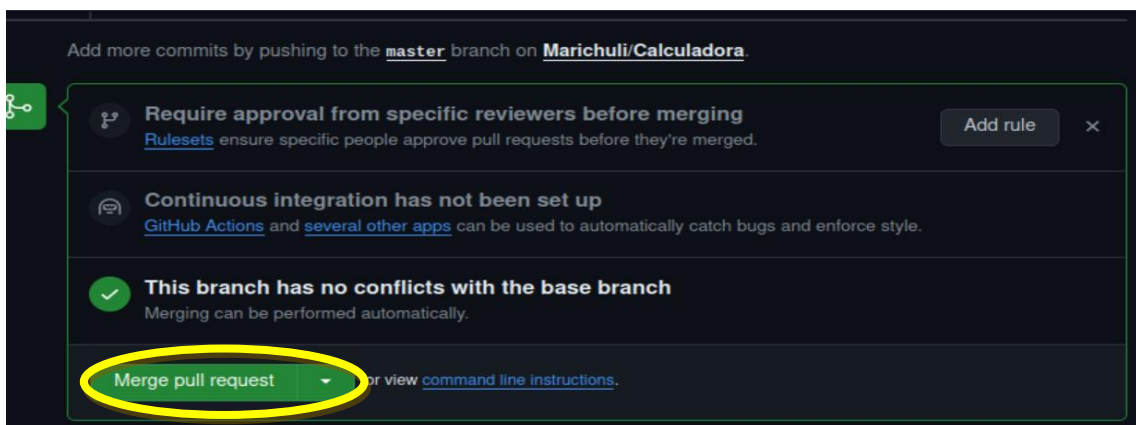 Add more commits by pushing to the master branch on Marichuli/Calculadora.
Require approval from specific reviewers before merging
Rulesets ensure specific people approve pull requests before they're merged.
Add rule
Continuous integration has not been set up
GitHub Actions and several other apps can be used to automatically catch bugs and enforce style.
This branch has no conflicts with the base branch
Merging can be performed automatically.
Merge pull request or view command line instructions.